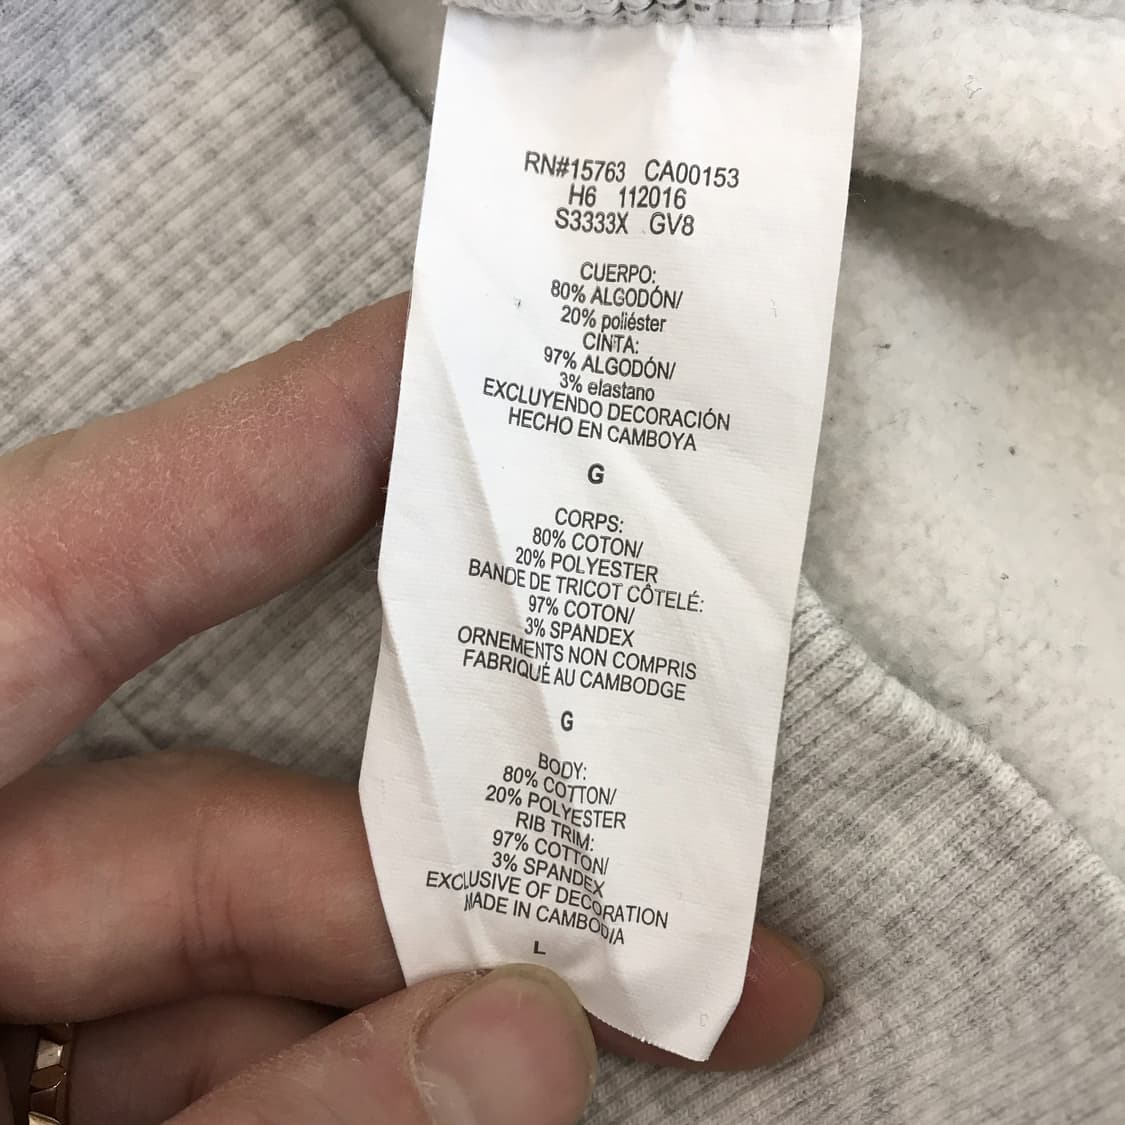 RN#15763 CA00153
H6 112016
S3333X GV8
CUERPO:
80% ALGODÓN/
20% poliéster
CINTA:
97% ALGODÓN/
3% elastano
EXCLUYENDO DECORACIÓN
HECHO EN CAMBOYA
G
CORPS:
80% COTON/
20% POLYESTER
BANDE DE TRICOT CÔTELÉ:
97% COTON/
3% SPANDEX
ORNEMENTS NON COMPRIS
FABRIQUÉ AU CAMBODGE
G
BODY:
80% COTTON/
20% POLYESTER
RIB TRIM:
97% COTTON/
3% SPANDEX
EXCLUSIVE OF DECORATION
MADE IN CAMBODIA
L
C